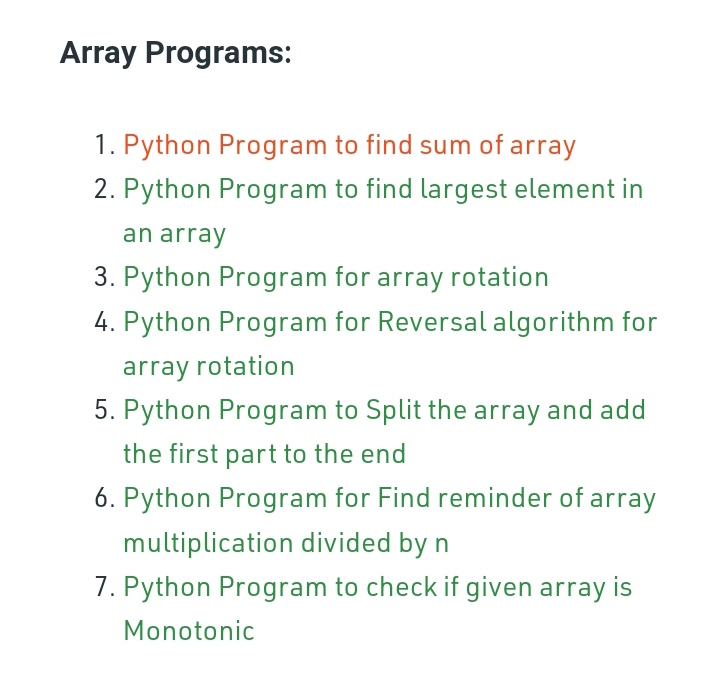 Array Programs:
1. Python Program to find sum of array
2. Python Program to find largest element in
an array
3. Python Program for array rotation
4. Python Program for Reversal algorithm for
array rotation
5. Python Program to Split the array and add
the first part to the end
6. Python Program for Find reminder of array
multiplication divided by n
7. Python Program to check if given array is
Monotonic